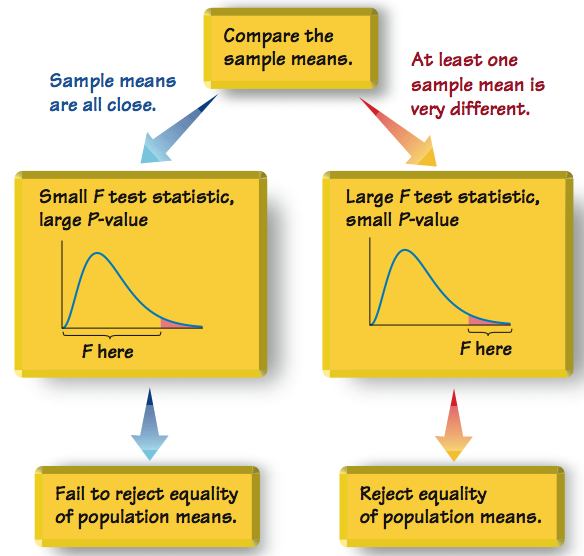 Compare the
sample means.
Sample means
are all close.
At least one
sample mean is
very different.
Small F test statistic,
large P-value
F here
Large F test statistic,
small P-value
F here
Fail to reject equality
of population means.
Reject equality
of population means.